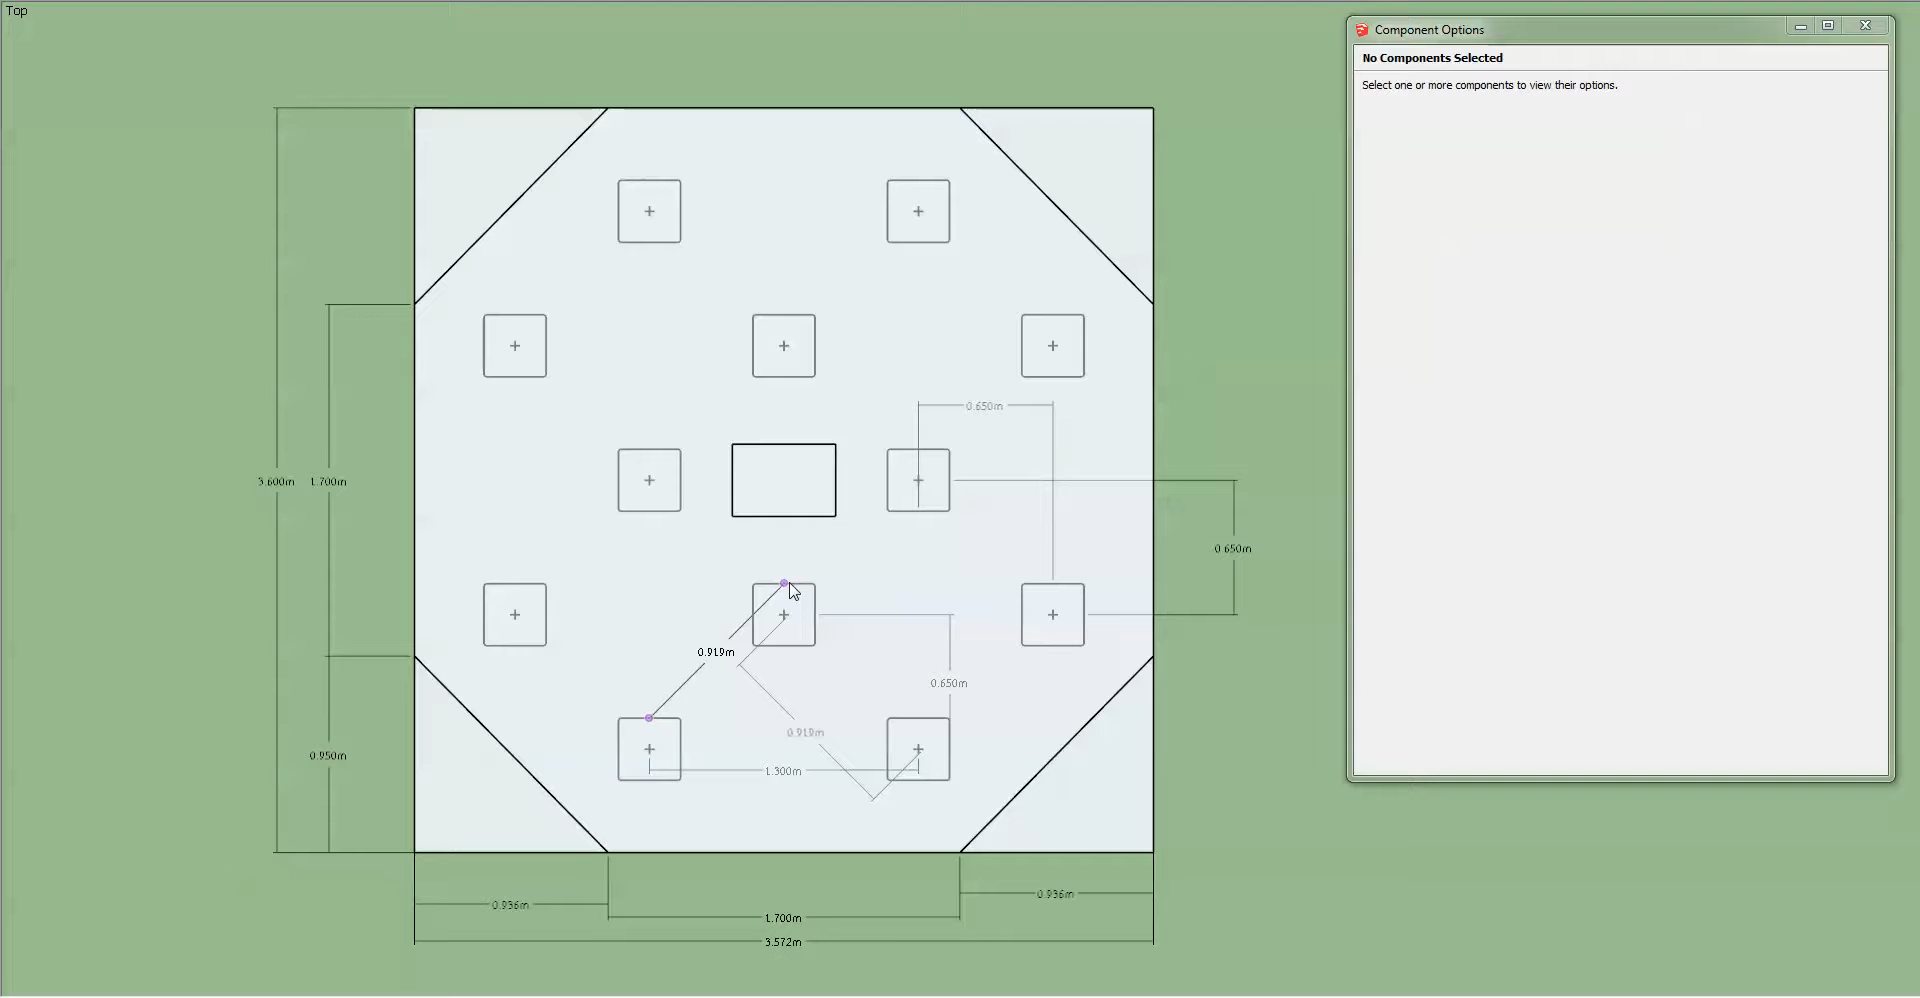 Top
Component Options
No Components Selected
Select one or more components to view their options.
0.650m
3.600m
1.700m
0.650m
0.919m
0.650m
0.919m
0.950m
1.300m
0.936m
0.936m
1.700m
3.572m